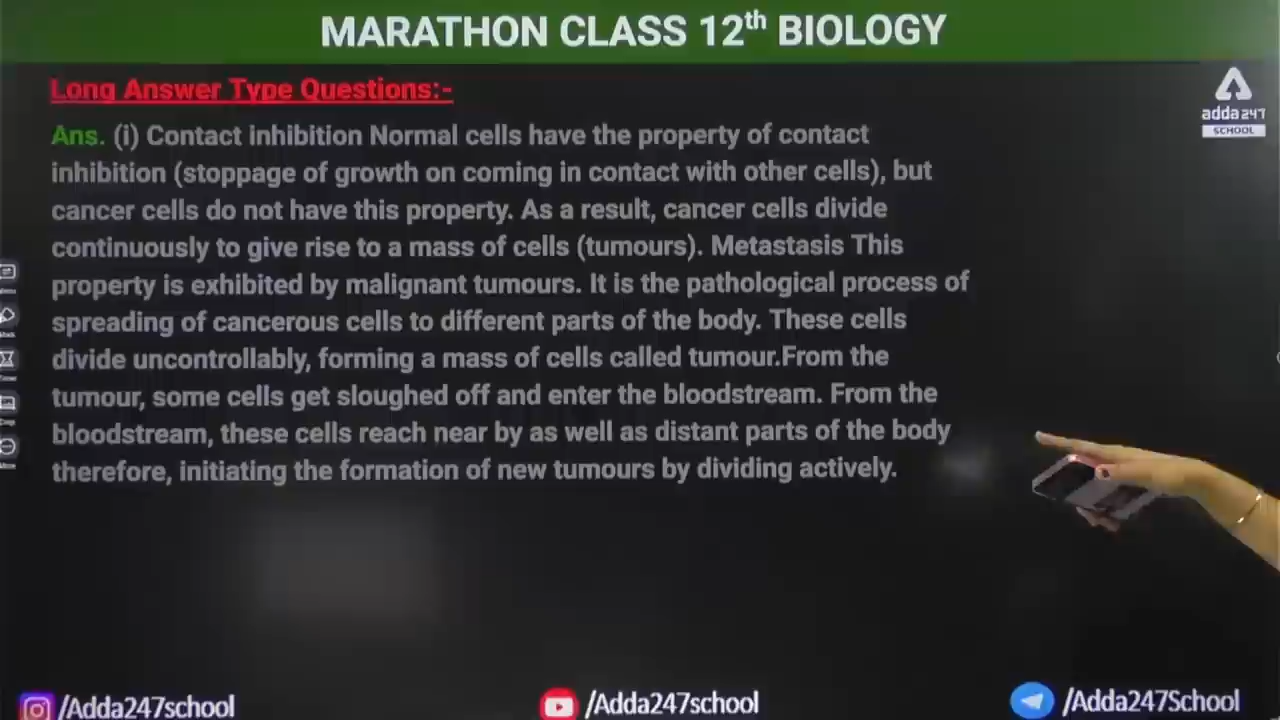 MARATHON CLASS 12th BIOLOGY
Long Answer Type Questions:-
adda247
SCHOOL
Ans. (i) Contact inhibition Normal cells have the property of contact
inhibition (stoppage of growth on coming in contact with other cells), but
cancer cells do not have this property. As a result, cancer cells divide
continuously to give rise to a mass of cells (tumours). Metastasis This
property is exhibited by malignant tumours. It is the pathological process of
spreading of cancerous cells to different parts of the body. These cells
divide uncontrollably, forming a mass of cells called tumour.From the
tumour, some cells get sloughed off and enter the bloodstream. From the
bloodstream, these cells reach near by as well as distant parts of the body
therefore, initiating the formation of new tumours by dividing actively.
/Adda247school
/Adda247school
/Adda247School